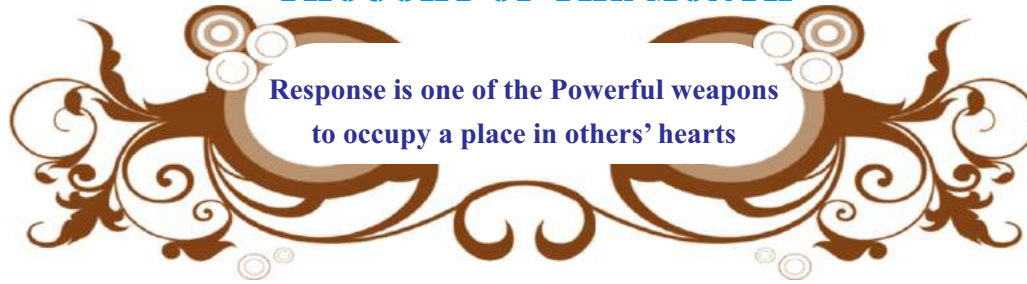 Response is one of the Powerful weapons
to occupy a place in others’ hearts